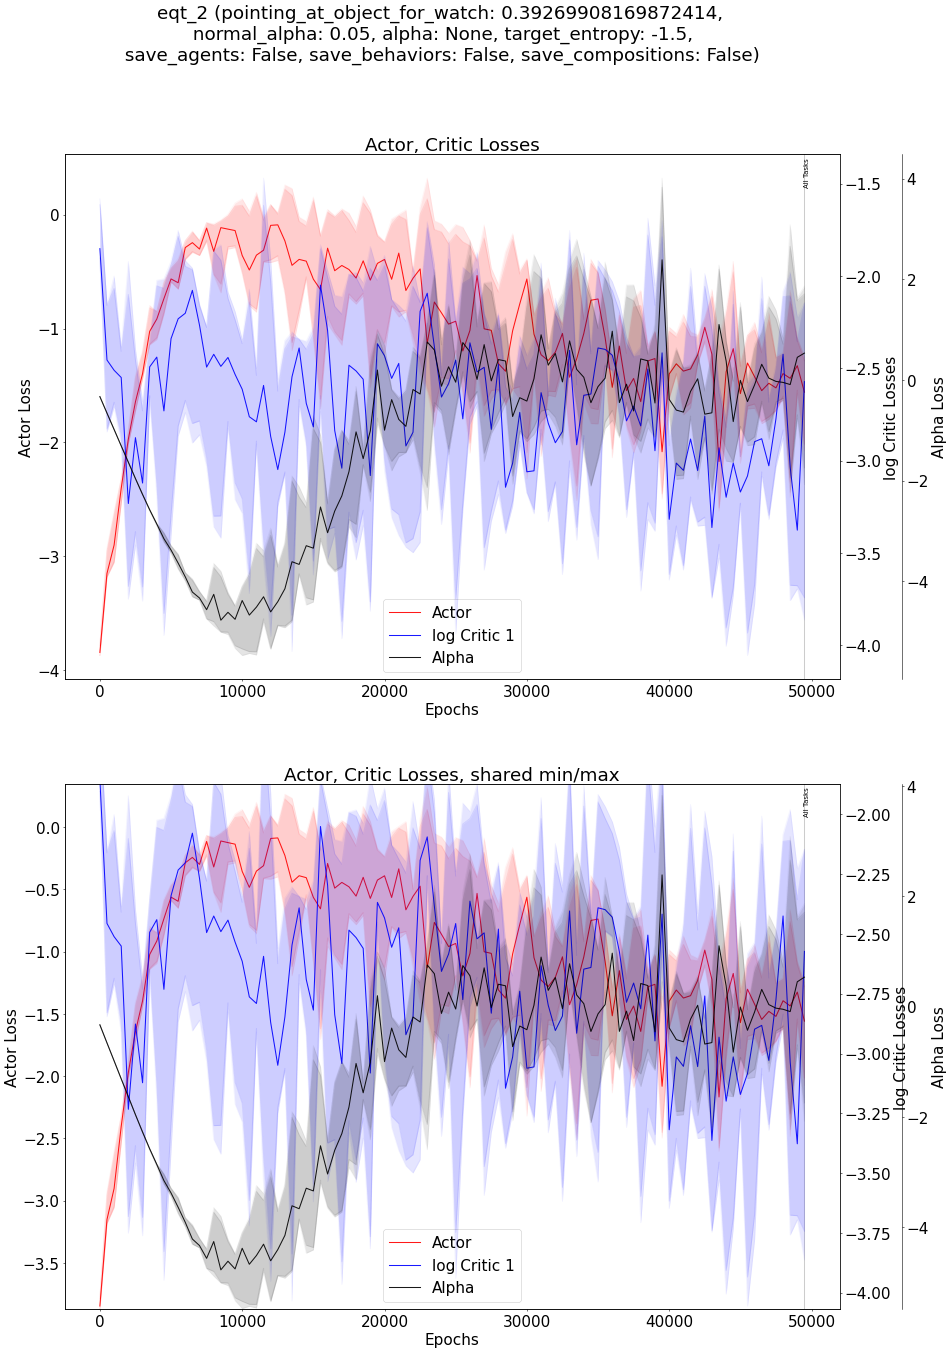 eqt_2 (pointing_at_object_for_watch: 0.39269908169872414,
normal_alpha: 0.05, alpha: None, target_entropy: -1.5,
save_agents: False, save_behaviors: False, save_compositions: False)
Actor, Critic Losses
All Tasks
0
−1
−2
−3
−4
Actor Loss
−1.5
−2.0
−2.5
−3.0
−3.5
−4.0
log Critic Losses
4
2
0
−2
−4
Alpha Loss
Actor
log Critic 1
Alpha
0 10000 20000 30000 40000 50000
Epochs
Actor, Critic Losses, shared min/max
All Tasks
0.0
−0.5
−1.0
−1.5
−2.0
−2.5
−3.0
−3.5
Actor Loss
−2.00
−2.25
−2.50
−2.75
−3.00
−3.25
−3.50
−3.75
−4.00
log Critic Losses
4
2
0
−2
−4
Alpha Loss
Actor
log Critic 1
Alpha
0 10000 20000 30000 40000 50000
Epochs